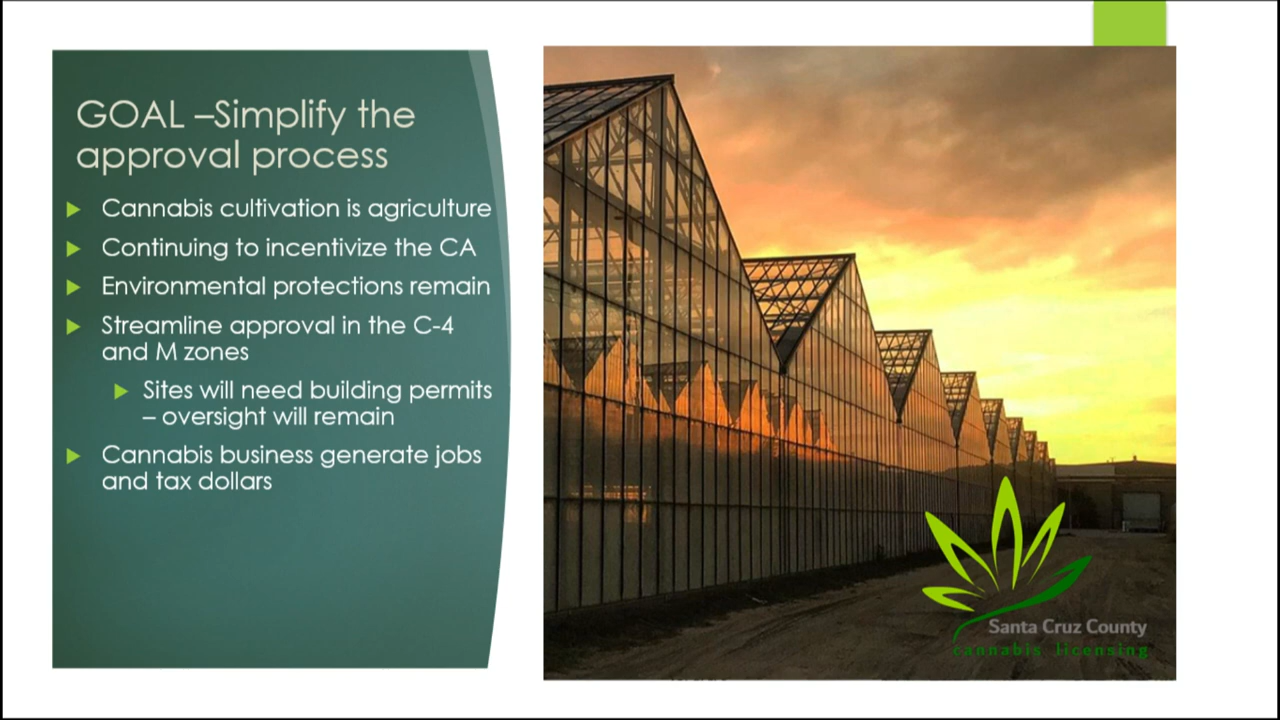 GOAL –Simplify the
approval process
Cannabis cultivation is agriculture
Continuing to incentivize the CA
Environmental protections remain
Streamline approval in the C-4
and M zones
Sites will need building permits
– oversight will remain
Cannabis business generate jobs
and tax dollars
Santa Cruz County
cannabis licensing